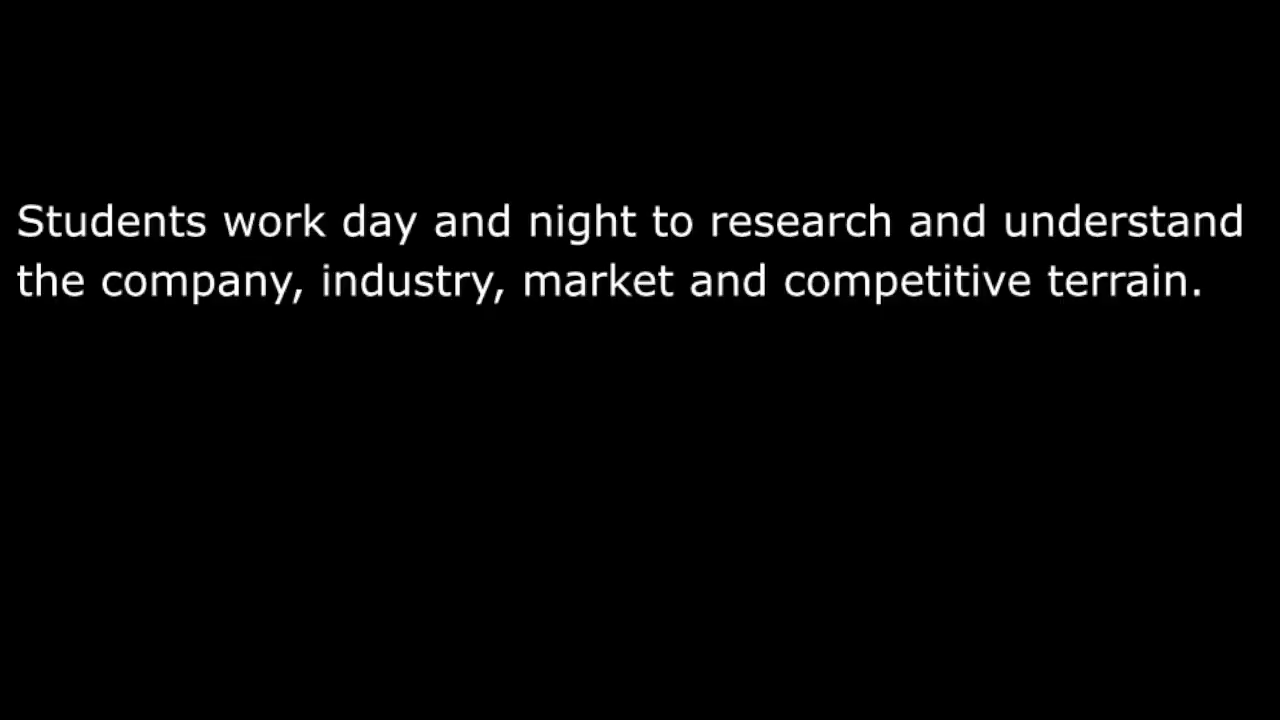 Students work day and night to research and understand
the company, industry, market and competitive terrain.